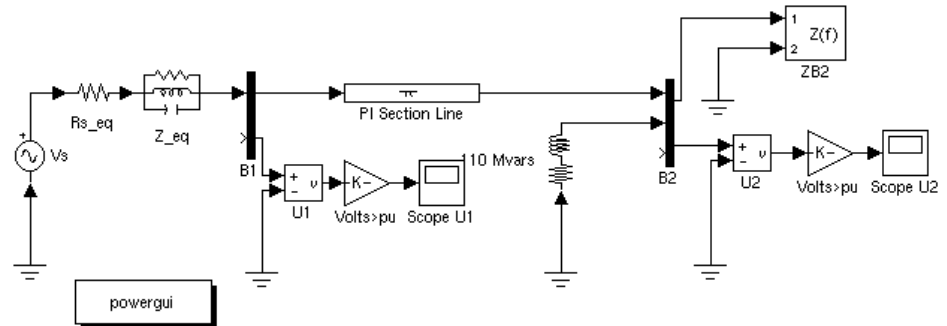 1
Z(f)
2
ZB2
Rs_eq
Z_eq
PI Section Line
+
Vs
B1
110 Mvars
B2
+
-
v
U1
K-
Volts>pu
Scope U1
+
-
v
U2
K-
Volts>pu
Scope U2
powergui